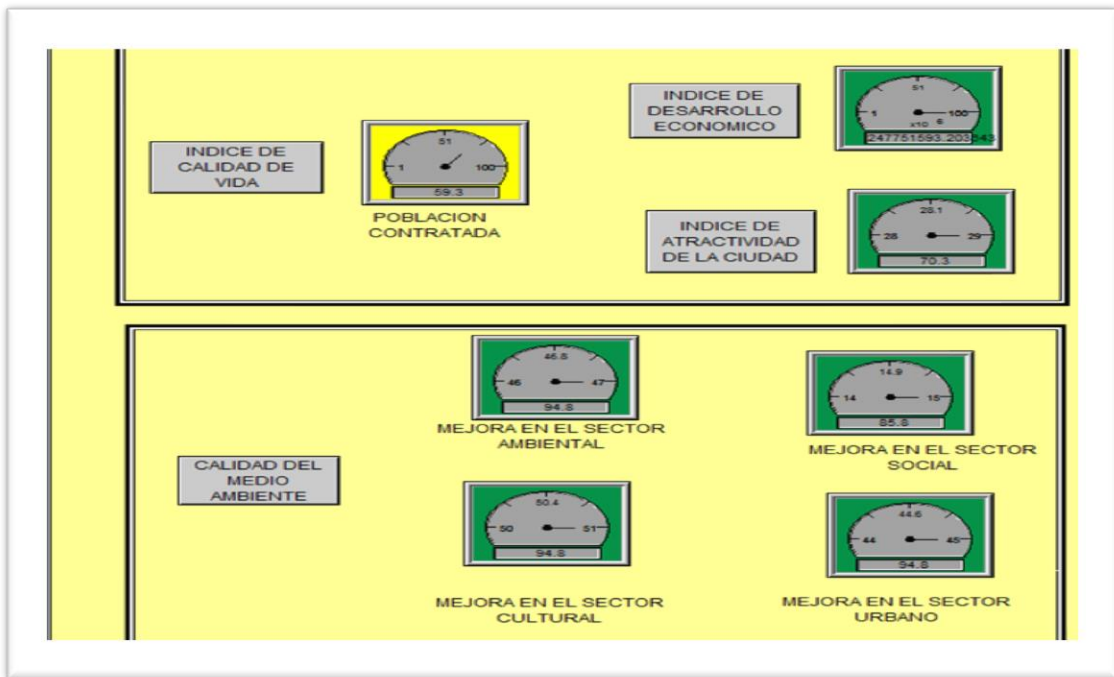 INDICE DE
CALIDAD DE
VIDA
51
1
100
59.3
POBLACION
CONTRATADA
INDICE DE
DESARROLLO
ECONOMICO
51
1
100
x10 6
247751593.203843
INDICE DE
ATRACTIVIDAD
DE LA CIUDAD
28.1
28
29
70.3
46.8
46
47
94.8
MEJORA EN EL SECTOR
AMBIENTAL
14.9
14
15
85.8
MEJORA EN EL SECTOR
SOCIAL
CALIDAD DEL
MEDIO
AMBIENTE
50.4
50
51
94.8
MEJORA EN EL SECTOR
CULTURAL
44.6
44
45
94.8
MEJORA EN EL SECTOR
URBANO